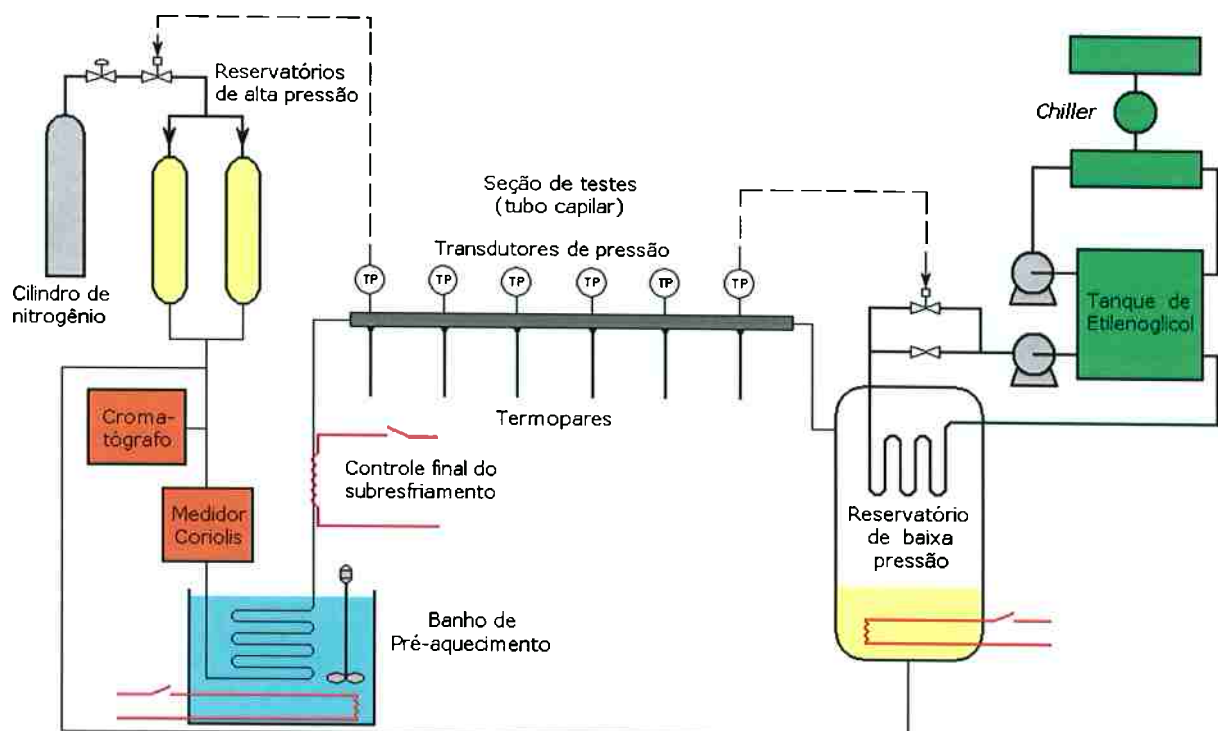 Reservatórios
de alta pressão
Chiller
Seção de testes
(tubo capilar)
Transdutores de pressão
TP
TP
TP
TP
TP
TP
Cilindro de
nitrogênio
Tanque de
Etilenoglicol
Termopares
Croma-
tógrafo
Controle final do
subresfriamento
Medidor
Coriolis
Reservatório
de baixa
pressão
Banho de
Pré-aquecimento